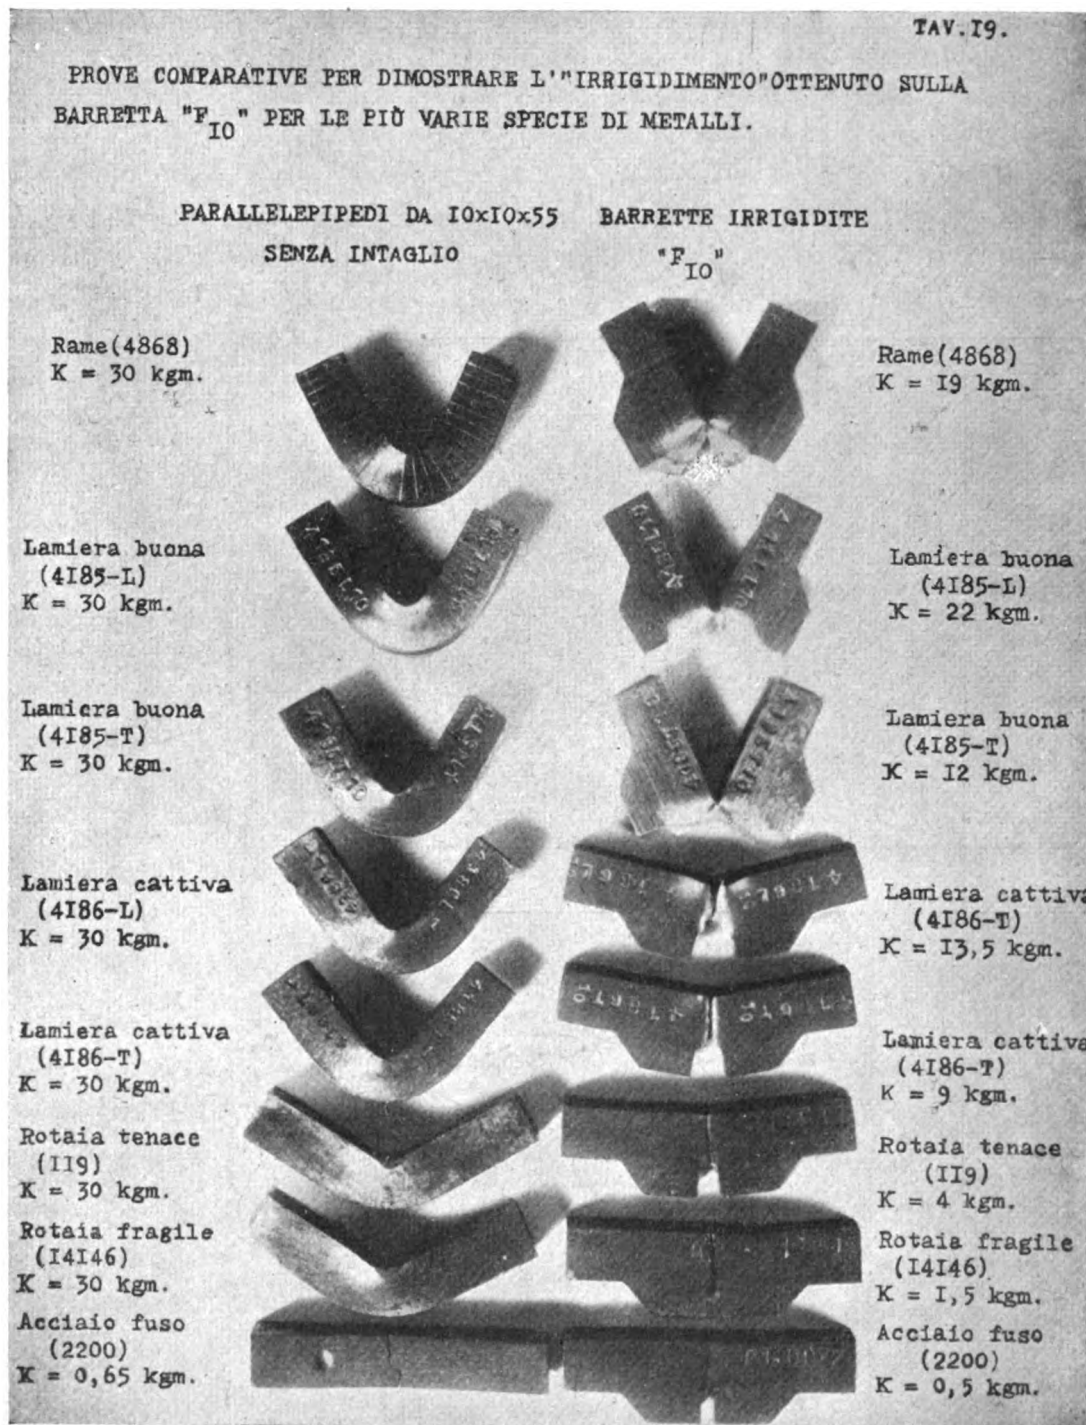 TAV.I9.
PROVE COMPARATIVE PER DIMOSTRARE L'"IRRIGIDIMENTO"OTTENUTO SULLA
BARRETTA "F10" PER LE PIÙ VARIE SPECIE DI METALLI.
PARALLELEPIPEDI DA I0xI0x55
SENZA INTAGLIO
BARRETTE IRRIGIDITE
"FI0"
Rame(4868)
K = 30 kgm.
Rame(4868)
K = I9 kgm.
Lamiera buona
(4I85-L)
K = 30 kgm.
Lamiera buona
(4I85-L)
K = 22 kgm.
Lamiera buona
(4I85-T)
K = 30 kgm.
Lamiera buona
(4I85-T)
K = I2 kgm.
Lamiera cattiva
(4I86-L)
K = 30 kgm.
Lamiera cattiva
(4I86-T)
K = I3,5 kgm.
Lamiera cattiva
(4I86-T)
K = 30 kgm.
Lamiera cattiva
(4I86-T)
K = 9 kgm.
Rotaia tenace
(II9)
K = 30 kgm.
Rotaia tenace
(II9)
K = 4 kgm.
Rotaia fragile
(I4I46)
K = 30 kgm.
Rotaia fragile
(I4I46)
K = I,5 kgm.
Acciaio fuso
(2200)
K = 0,65 kgm.
Acciaio fuso
(2200)
K = 0,5 kgm.